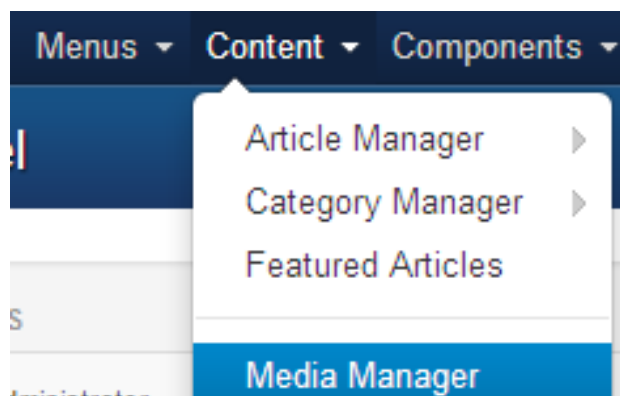 Menus Content Components
Article Manager
Category Manager
Featured Articles
Media Manager